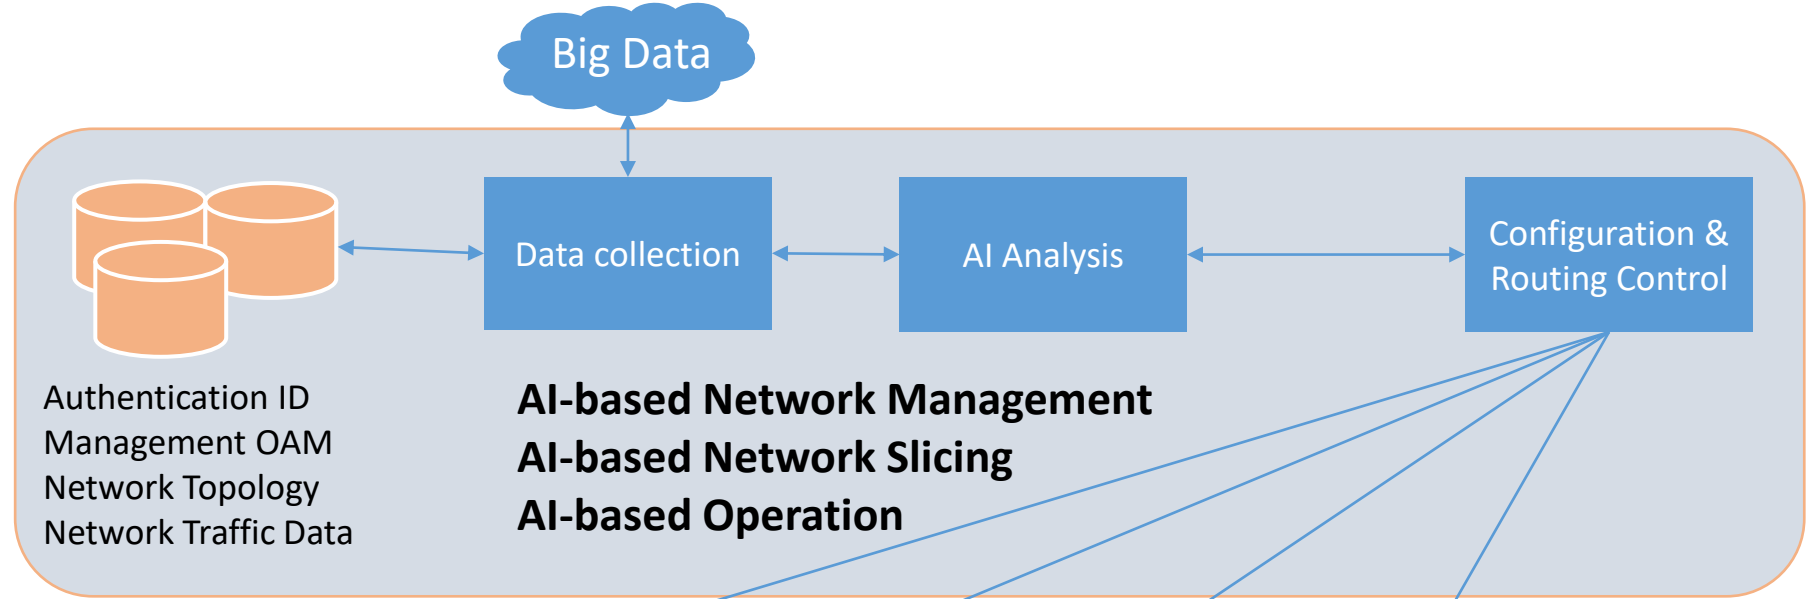 Big Data
Data collection
AI Analysis
Configuration &
Routing Control
Authentication ID
Management OAM
Network Topology
Network Traffic Data
AI-based Network Management
AI-based Network Slicing
AI-based Operation